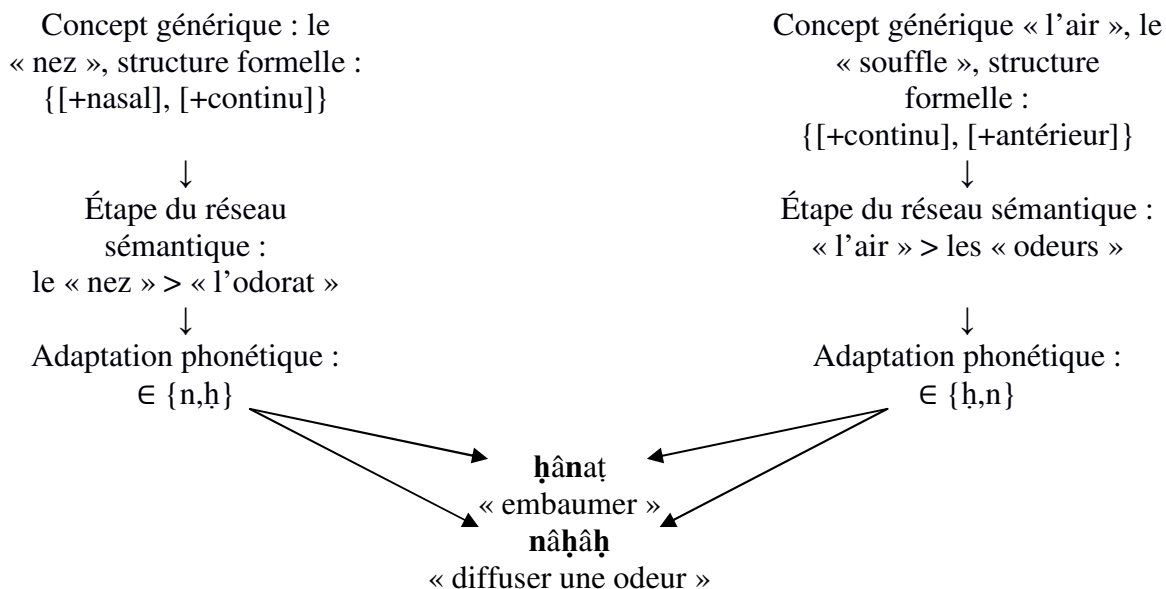 Concept générique : le
« nez », structure formelle :
{[+nasal], [+continu]}
↓
Étape du réseau
sémantique :
le « nez » > « l’odorat »
↓
Adaptation phonétique :
∈ {n,ḥ}
Concept générique « l’air », le
« souffle », structure
formelle :
{[+continu], [+antérieur]}
↓
Étape du réseau sémantique :
« l’air » > les « odeurs »
↓
Adaptation phonétique :
∈ {ḥ,n}
ḥânaṭ
« embaumer »
nâḥâḥ
« diffuser une odeur »